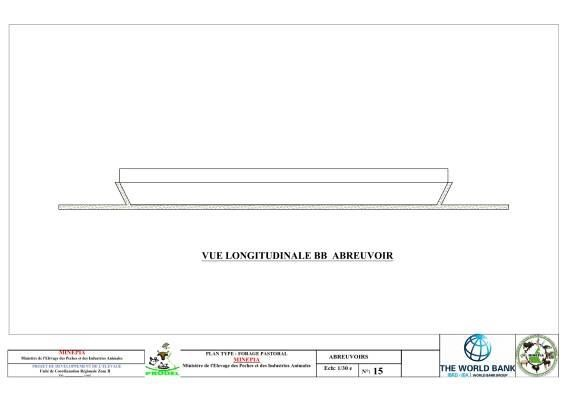 VUE LONGITUDINALE BB ABREUVOIR
MINEPIA
Ministère de l'Elevage des Peches et des Industries Animales
PROJET DE DEVELOPPEMENT DE L'ELEVAGE
Unité de Coordination Régionale Zone II
PRODEL
PLAN TYPE - FORAGE PASTORAL
MINEPIA
Ministère de l'Elevage des Peches et des Industries Animales
ABREUVOIRS
Ech: 1/30 e
N°: 15
THE WORLD BANK
IBRD • IDA | WORLD BANK GROUP
MINEPIA